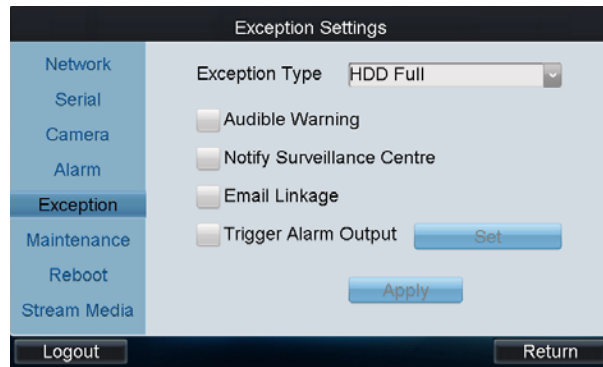 Exception Settings
Network
Serial
Camera
Alarm
Exception
Maintenance
Reboot
Stream Media
Exception Type HDD Full
Audible Warning
Notify Surveillance Centre
Email Linkage
Trigger Alarm Output Set
Apply
Logout Return